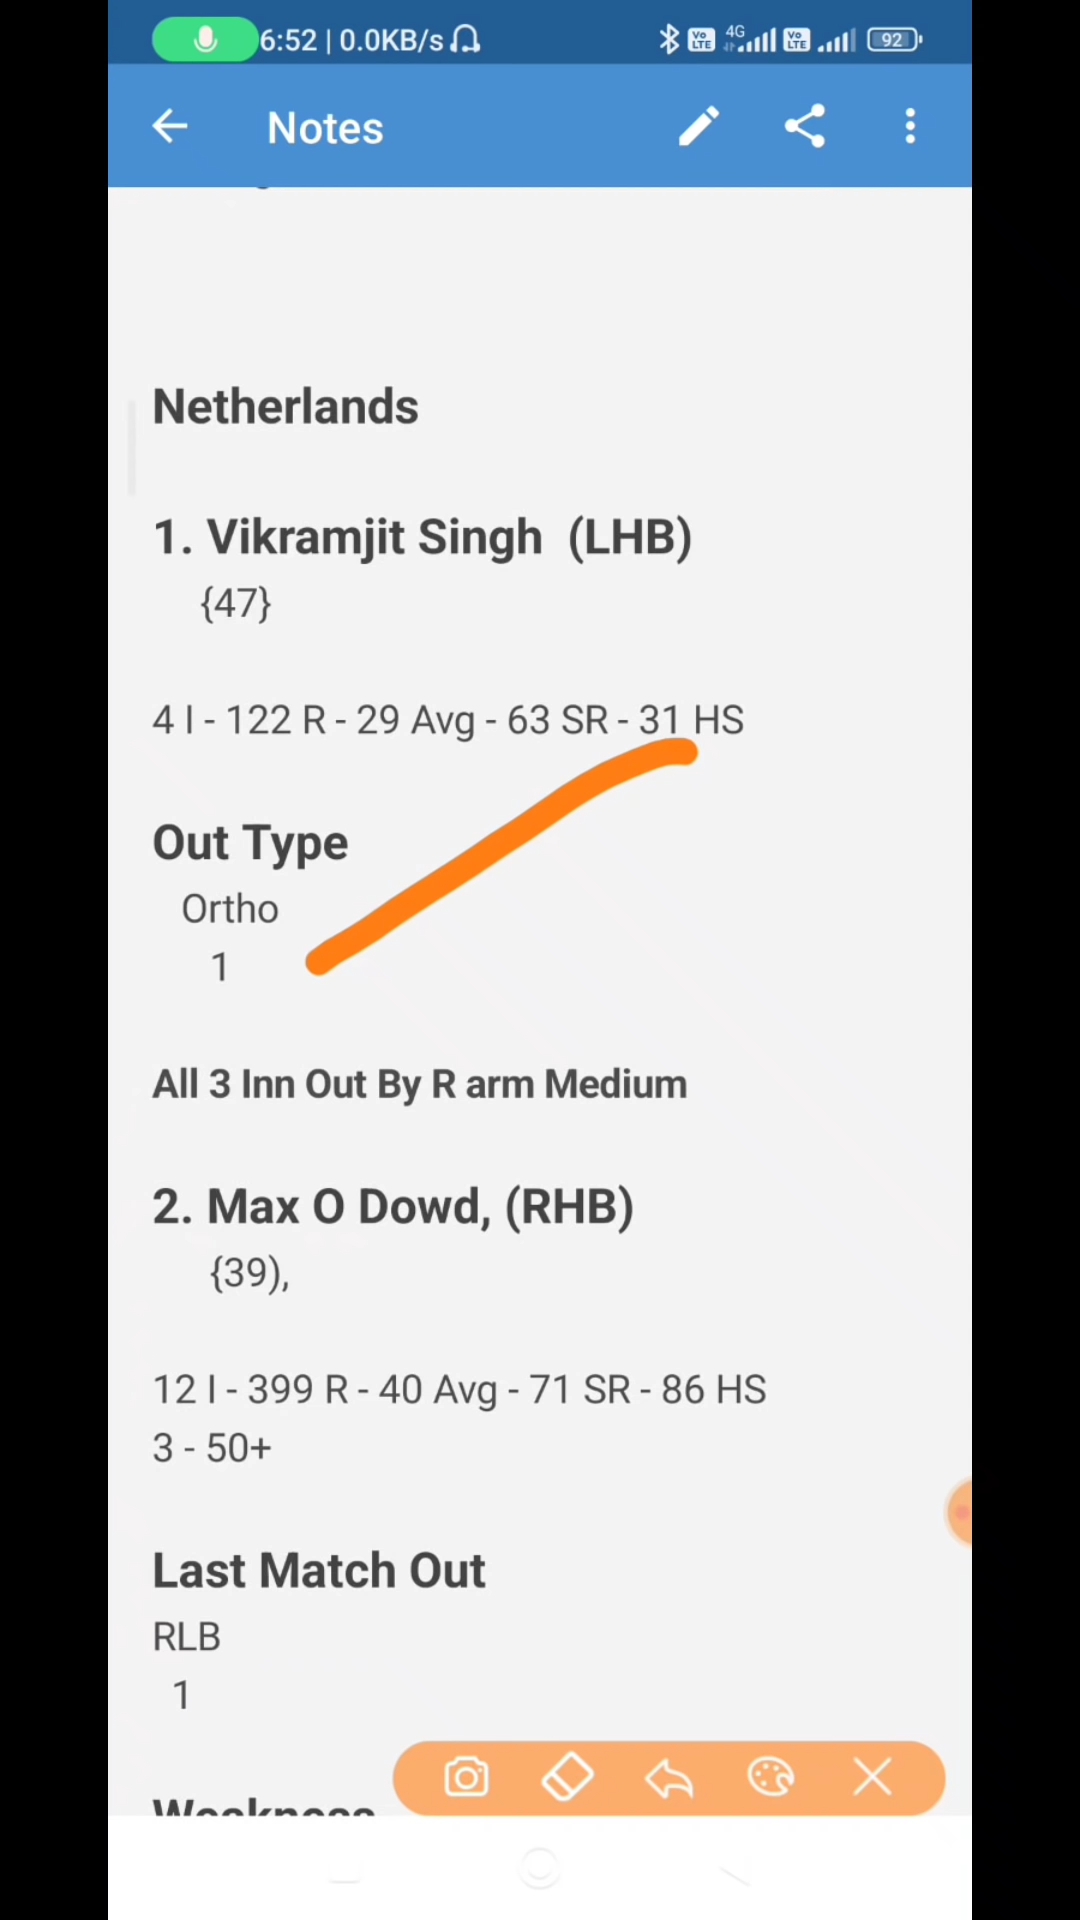 6:52 | 0.0KB/s 4G 92
Notes
Netherlands
1. Vikramjit Singh (LHB)
{47}
4 I - 122 R - 29 Avg - 63 SR - 31 HS
Out Type
Ortho
1
All 3 Inn Out By R arm Medium
2. Max O Dowd, (RHB)
{39),
12 I - 399 R - 40 Avg - 71 SR - 86 HS
3 - 50+
Last Match Out
RLB
1
Weakness